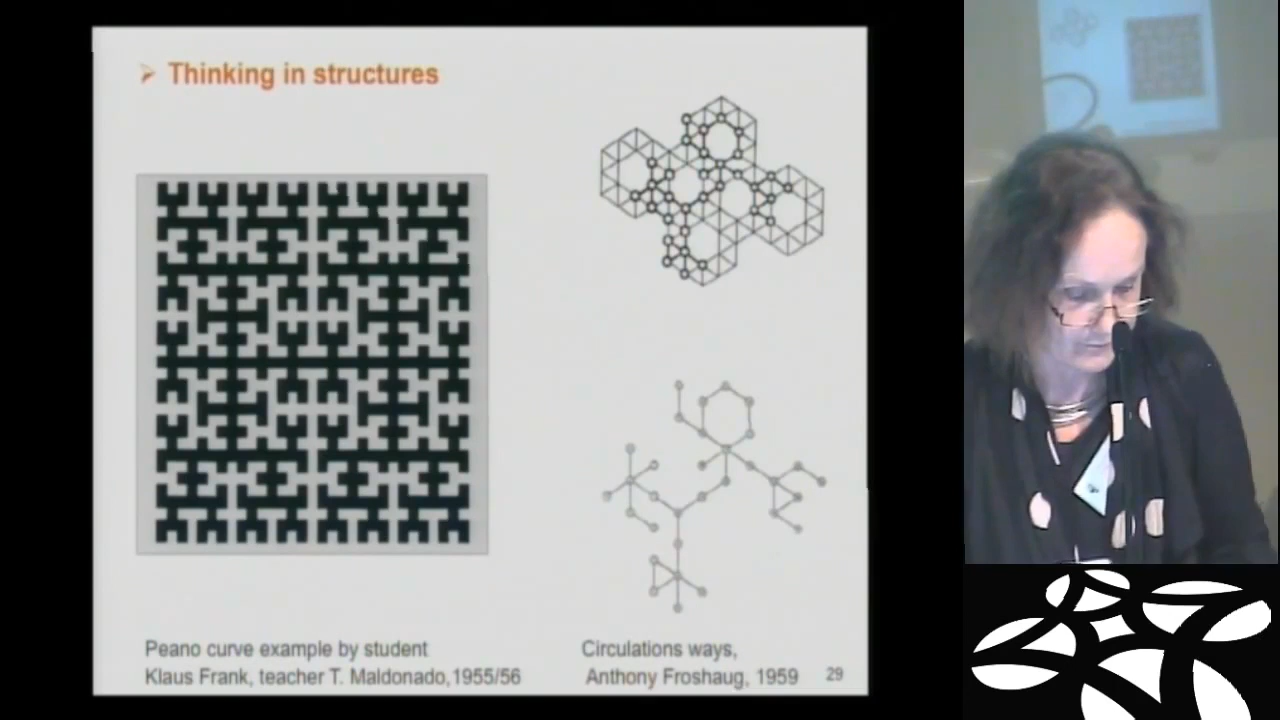 Thinking in structures
Peano curve example by student
Klaus Frank, teacher T. Maldonado,1955/56
Circulations ways,
Anthony Froshaug, 1959
29